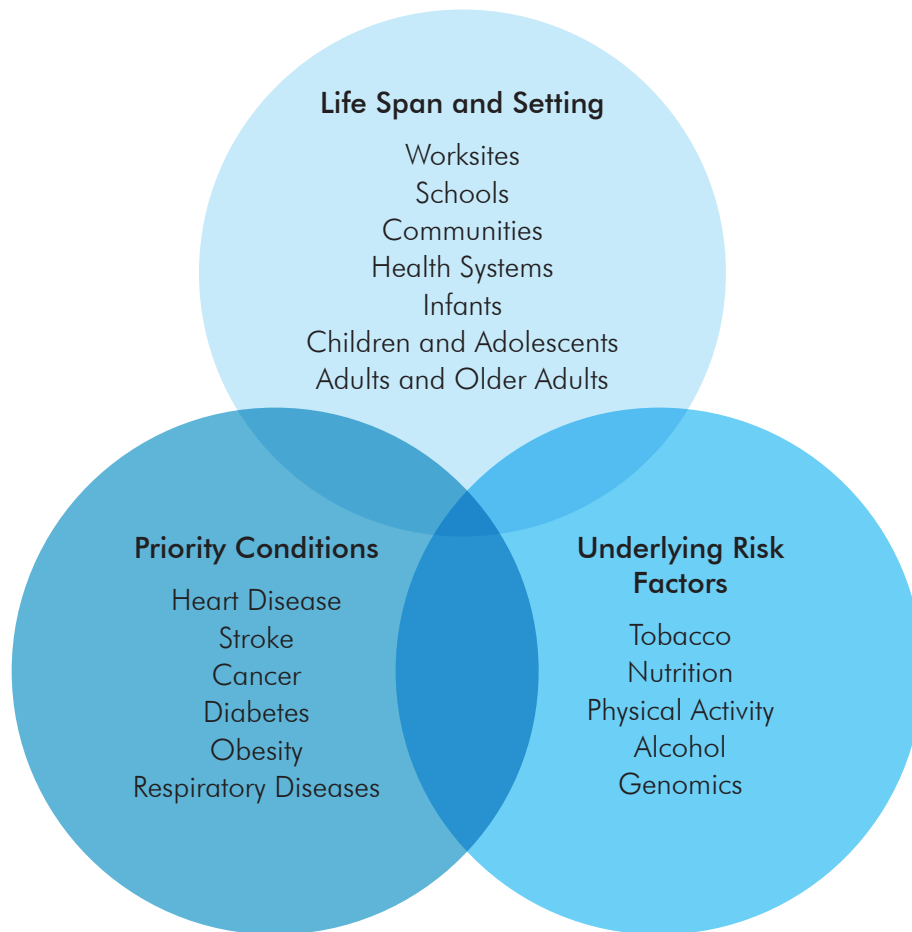 Life Span and Setting
Worksites
Schools
Communities
Health Systems
Infants
Children and Adolescents
Adults and Older Adults
Priority Conditions
Heart Disease
Stroke
Cancer
Diabetes
Obesity
Respiratory Diseases
Underlying Risk
Factors
Tobacco
Nutrition
Physical Activity
Alcohol
Genomics